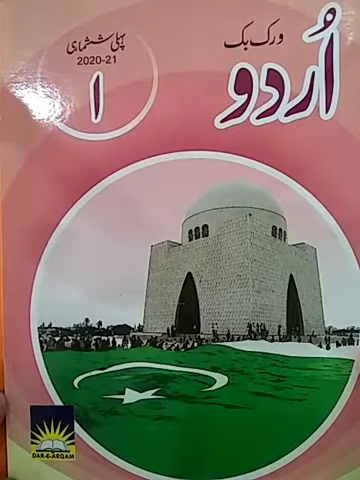 ورک بک
اُردو
پہلی ششماہی
2020-21
۱
DAR-E-ARQAM